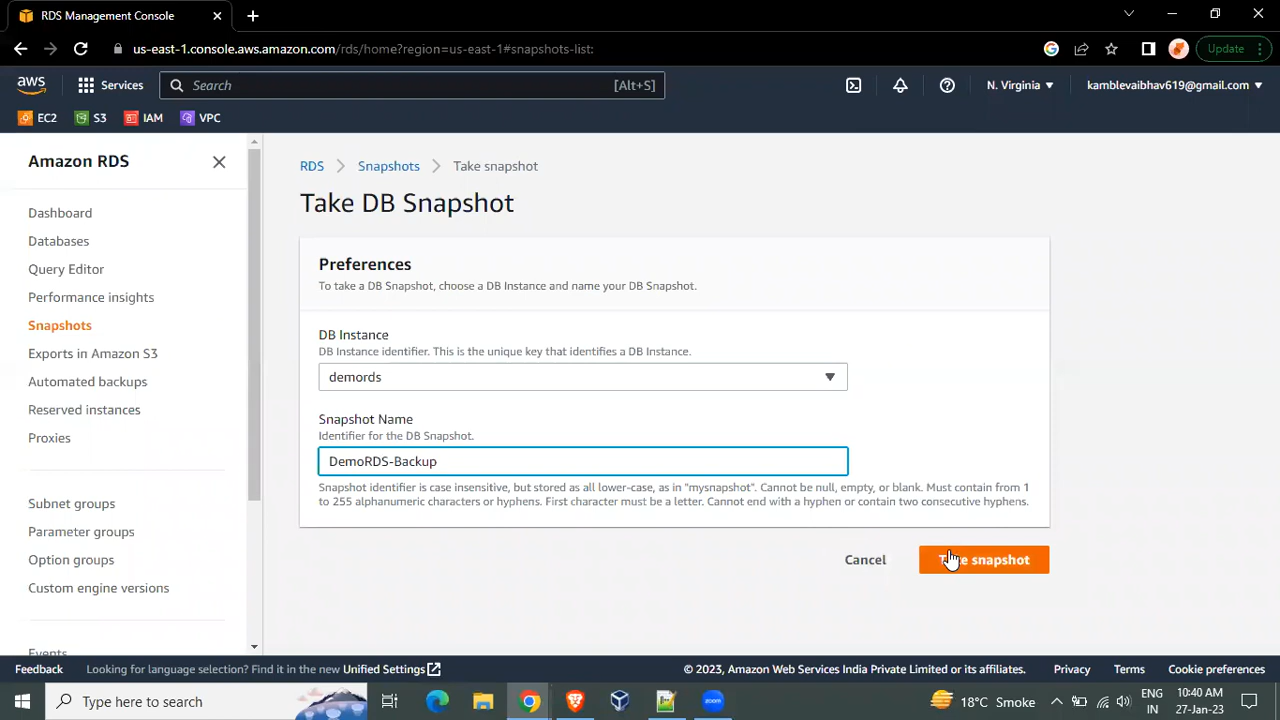 RDS Management Console
us-east-1.console.aws.amazon.com/rds/home?region=us-east-1#snapshots-list:
Update
aws
Services
Search
[Alt+S]
N. Virginia
kamblevaibhav619@gmail.com
EC2
S3
IAM
VPC
Amazon RDS
Dashboard
Databases
Query Editor
Performance insights
Snapshots
Exports in Amazon S3
Automated backups
Reserved instances
Proxies
Subnet groups
Parameter groups
Option groups
Custom engine versions
Events
RDS
Snapshots
Take snapshot
Take DB Snapshot
Preferences
To take a DB Snapshot, choose a DB Instance and name your DB Snapshot.
DB Instance
DB Instance identifier. This is the unique key that identifies a DB Instance.
demords
Snapshot Name
Identifier for the DB Snapshot.
DemoRDS-Backup
Snapshot identifier is case insensitive, but stored as all lower-case, as in "mysnapshot". Cannot be null, empty, or blank. Must contain from 1
to 255 alphanumeric characters or hyphens. First character must be a letter. Cannot end with a hyphen or contain two consecutive hyphens.
Cancel
Take snapshot
Feedback
Looking for language selection? Find it in the new Unified Settings
© 2023, Amazon Web Services India Private Limited or its affiliates.
Privacy
Terms
Cookie preferences
Type here to search
zoom
18°C Smoke
ENG
IN
10:40 AM
27-Jan-23